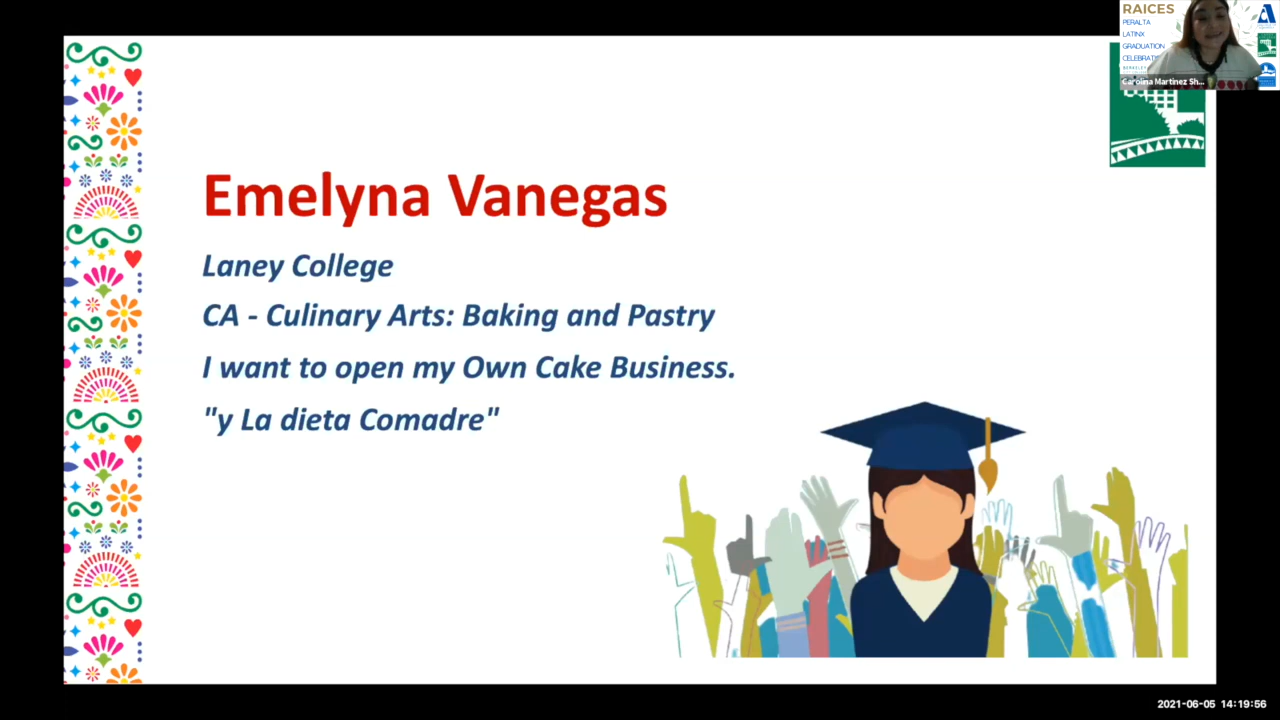 RAICES
PERALTA
LATINX
GRADUATION
CELEBRATI
Carolina Martinez Sh...
Emelyna Vanegas
Laney College
CA - Culinary Arts: Baking and Pastry
I want to open my Own Cake Business.
"y La dieta Comadre"
2021-06-05 14:19:56